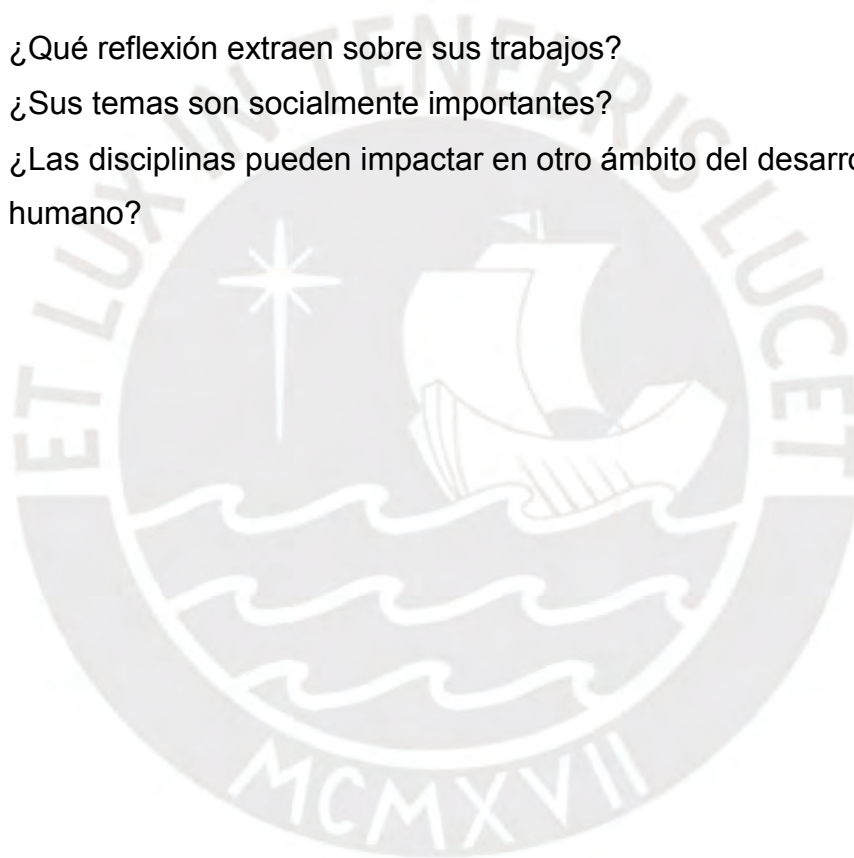 ¿Qué reflexión extraen sobre sus trabajos?
¿Sus temas son socialmente importantes?
¿Las disciplinas pueden impactar en otro ámbito del desarro
humano?
ET LUX IN TENEBRIS LUCET
MCMXVII